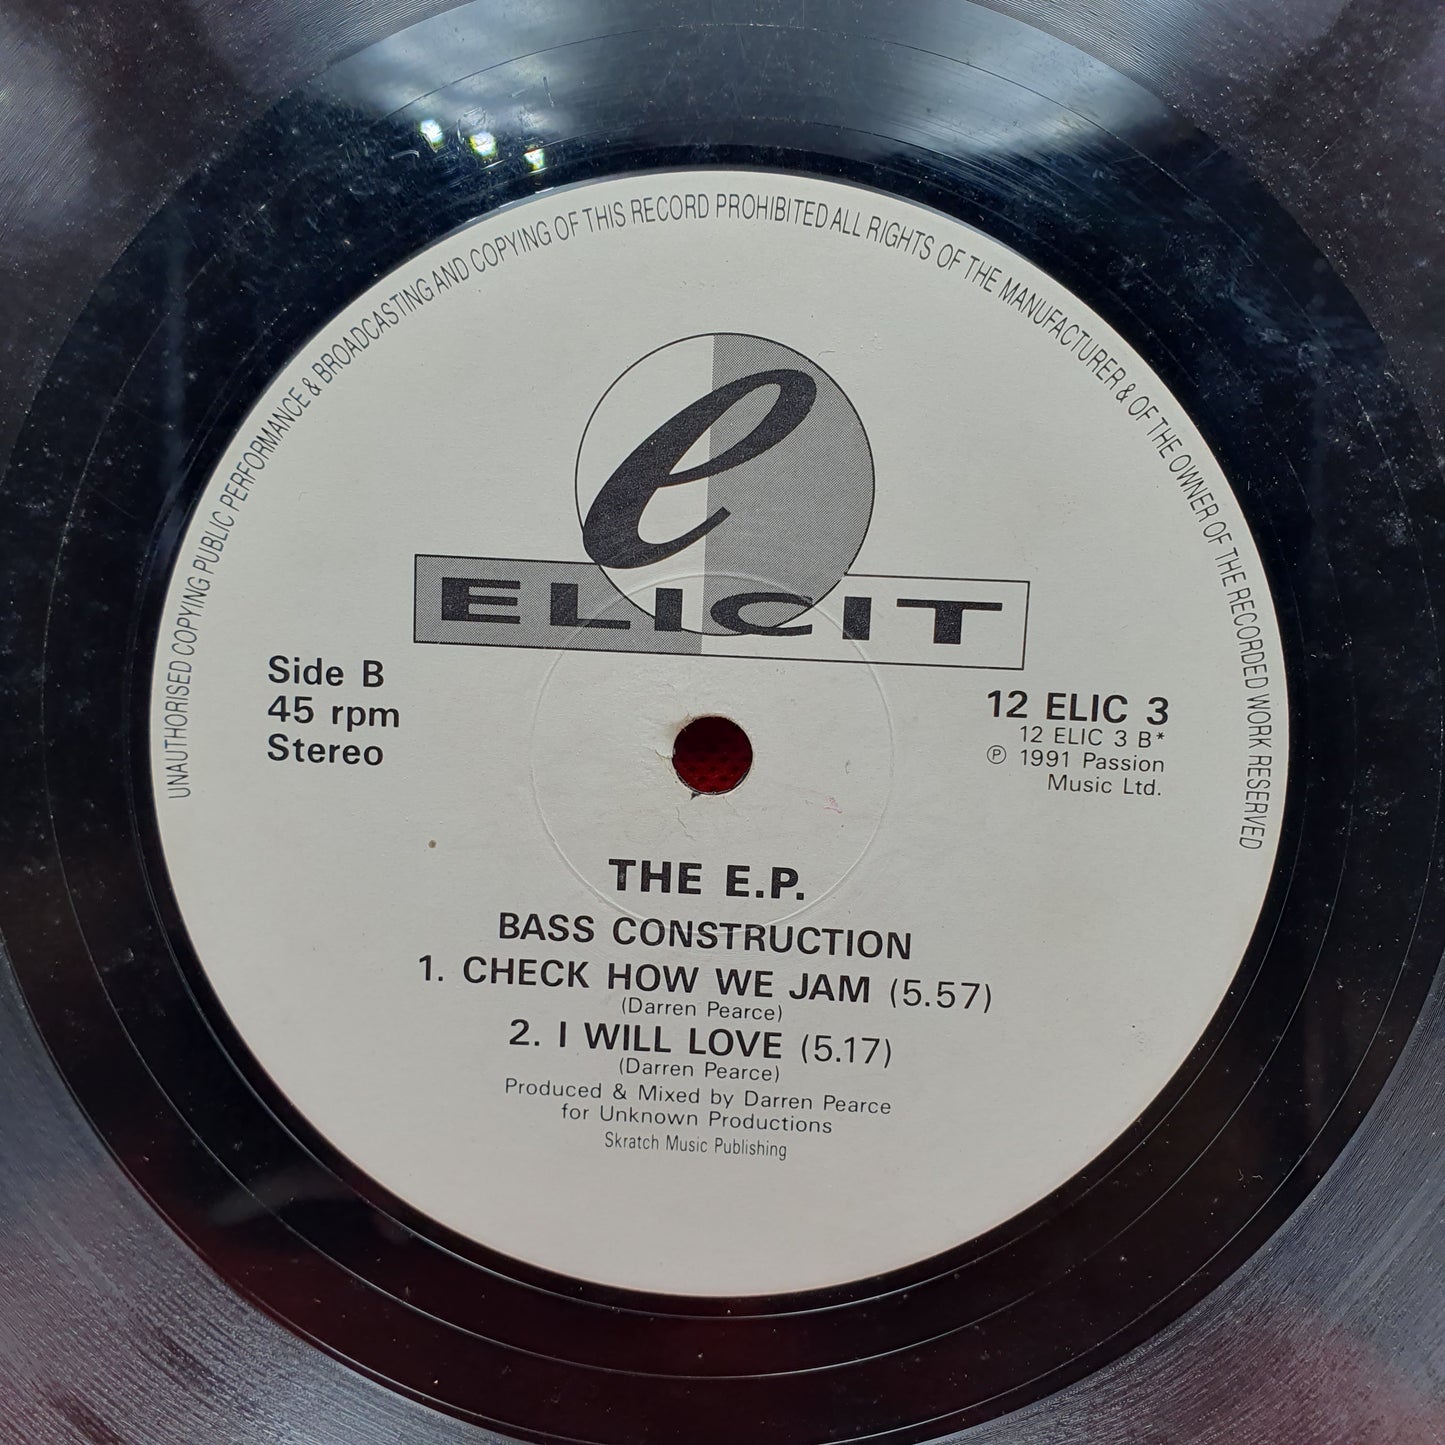 UNAUTHORISED COPYING PUBLIC PERFORMANCE & BROADCASTING AND COPYING OF THIS RECORD PROHIBITED ALL RIGHTS OF THE MANUFACTURER & OF THE OWNER OF THE RECORDED WORK RESERVED
e
ELICIT
Side B
45 rpm
Stereo
12 ELIC 3
12 ELIC 3 B*
℗ 1991 Passion
Music Ltd.
THE E.P.
BASS CONSTRUCTION
1. CHECK HOW WE JAM (5.57)
(Darren Pearce)
2. I WILL LOVE (5.17)
(Darren Pearce)
Produced & Mixed by Darren Pearce
for Unknown Productions
Skratch Music Publishing